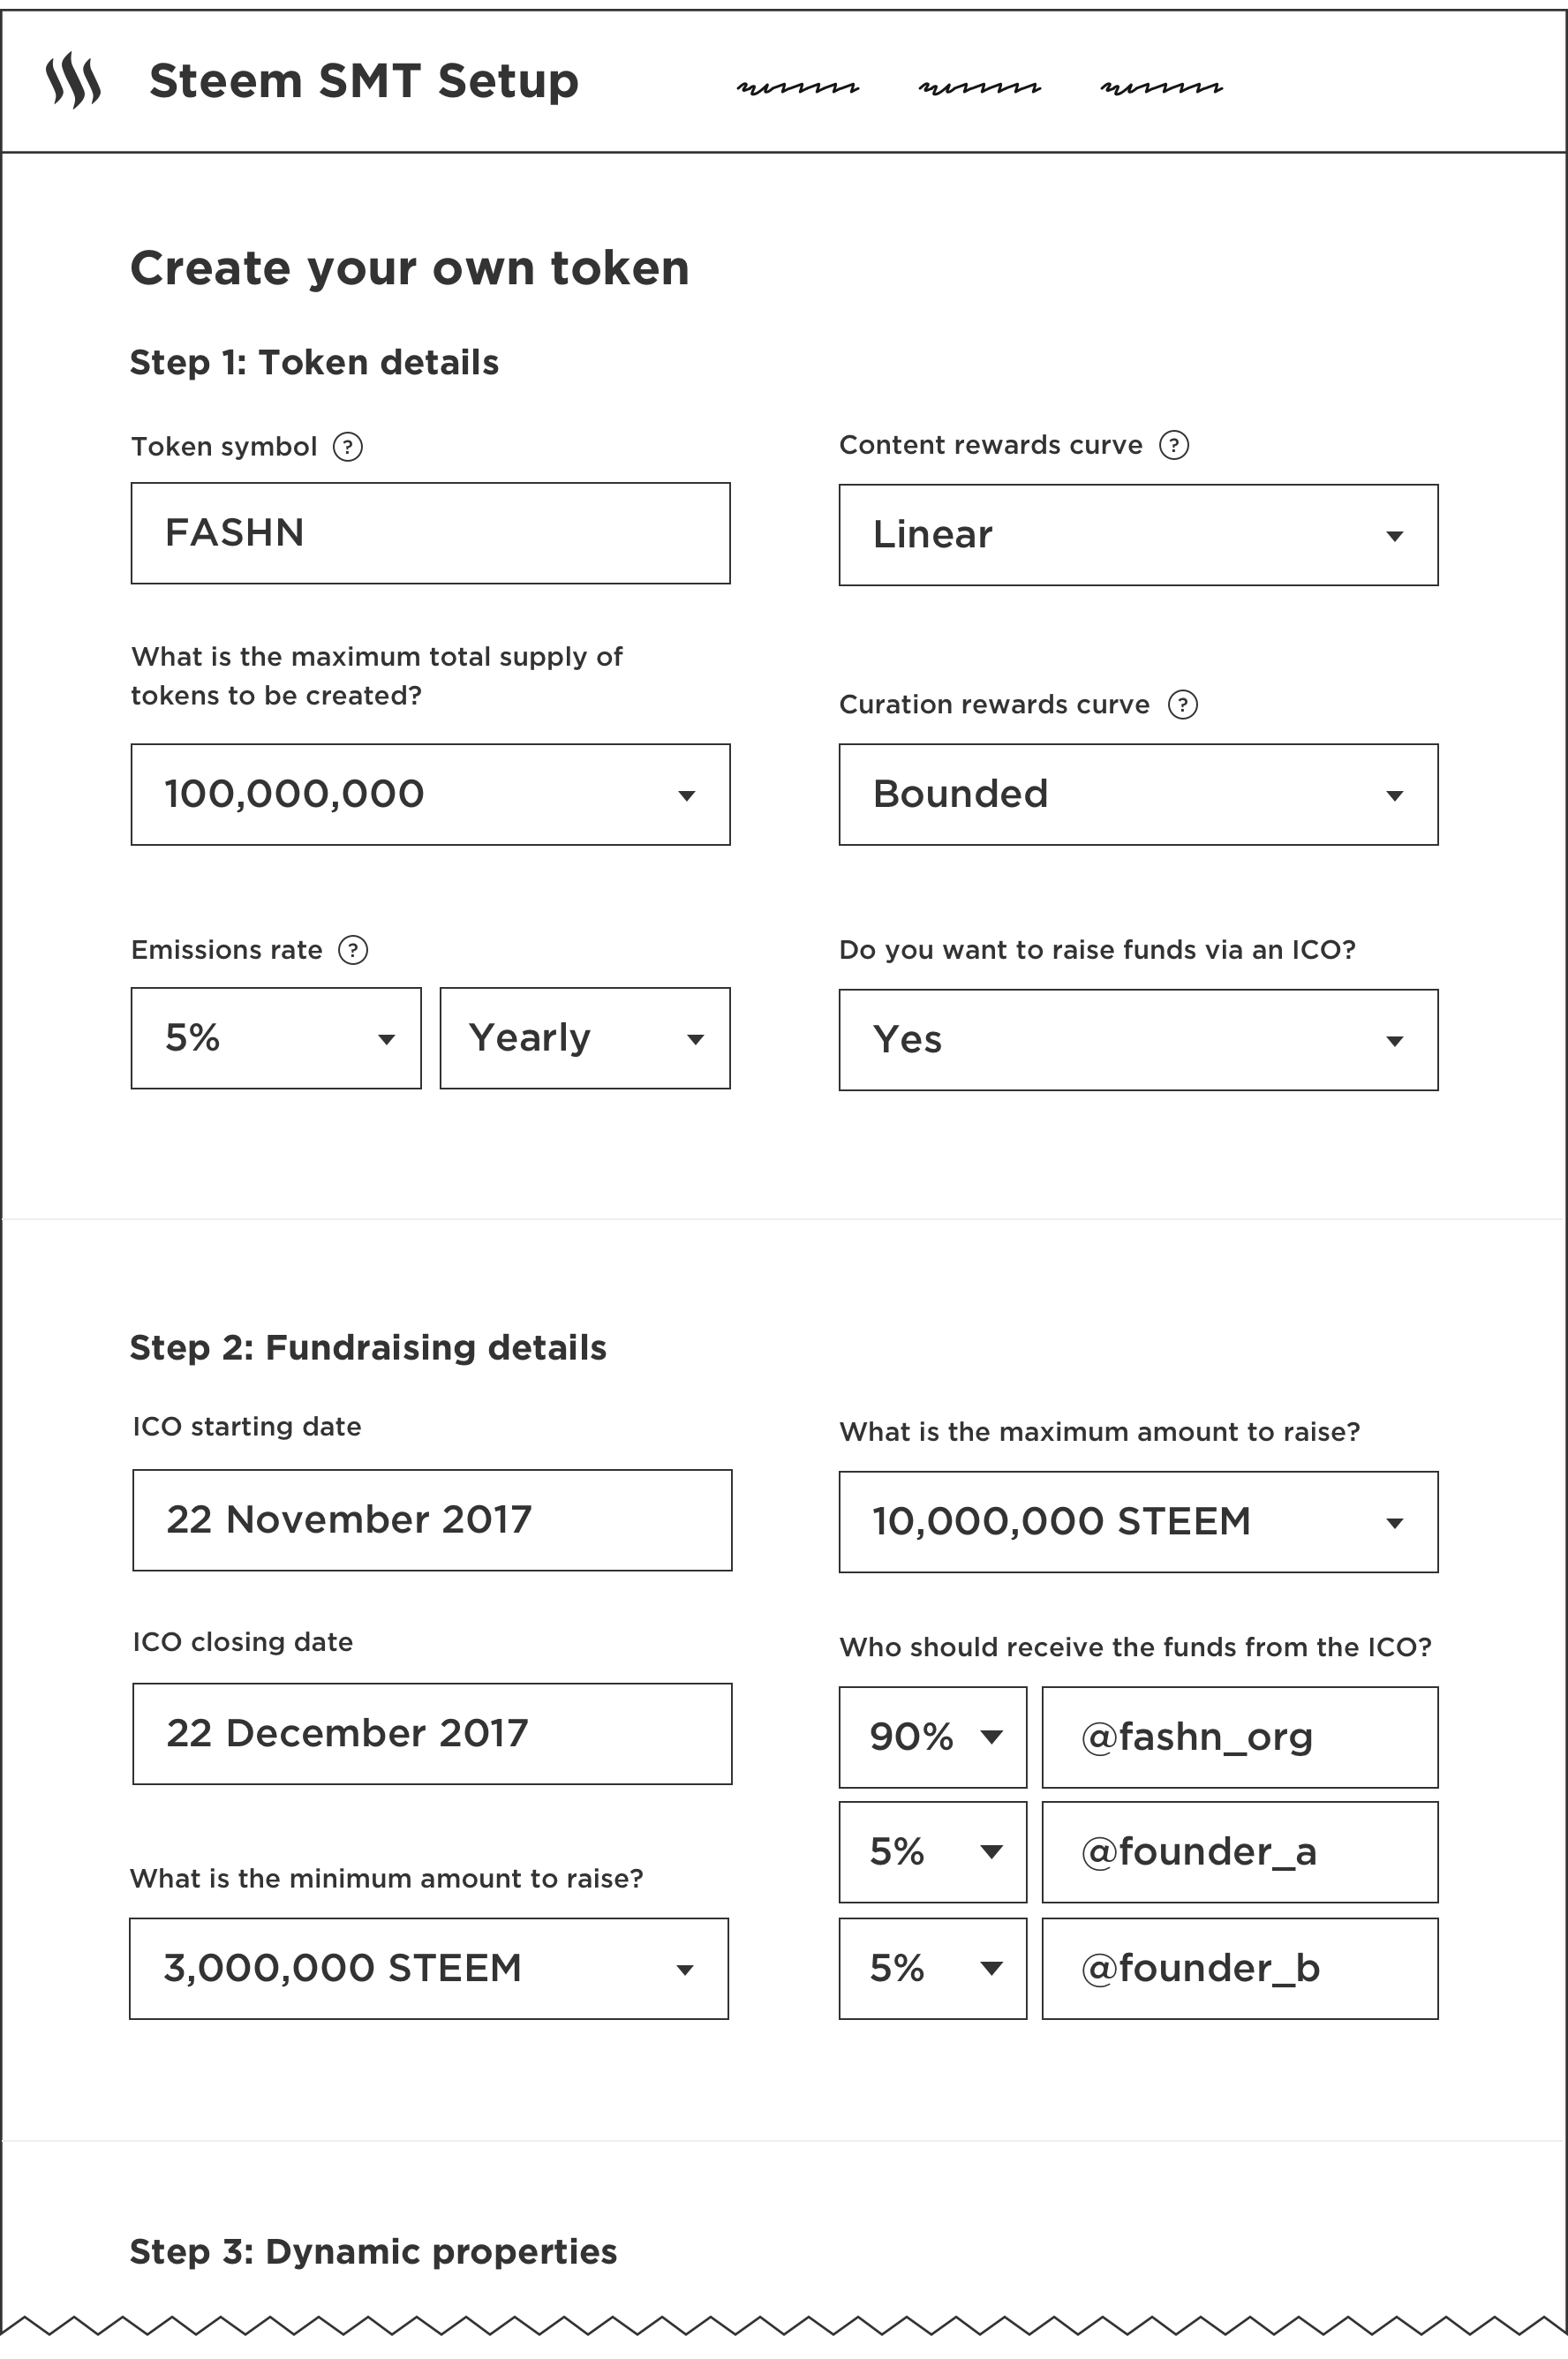 Steem SMT Setup
Create your own token
Step 1: Token details
Token symbol ?
FASHN
Content rewards curve ?
Linear
What is the maximum total supply of
tokens to be created?
100,000,000
Curation rewards curve ?
Bounded
Emissions rate ?
5% Yearly
Do you want to raise funds via an ICO?
Yes
Step 2: Fundraising details
ICO starting date
22 November 2017
What is the maximum amount to raise?
10,000,000 STEEM
ICO closing date
22 December 2017
Who should receive the funds from the ICO?
90% @fashn_org
5% @founder_a
5% @founder_b
What is the minimum amount to raise?
3,000,000 STEEM
Step 3: Dynamic properties